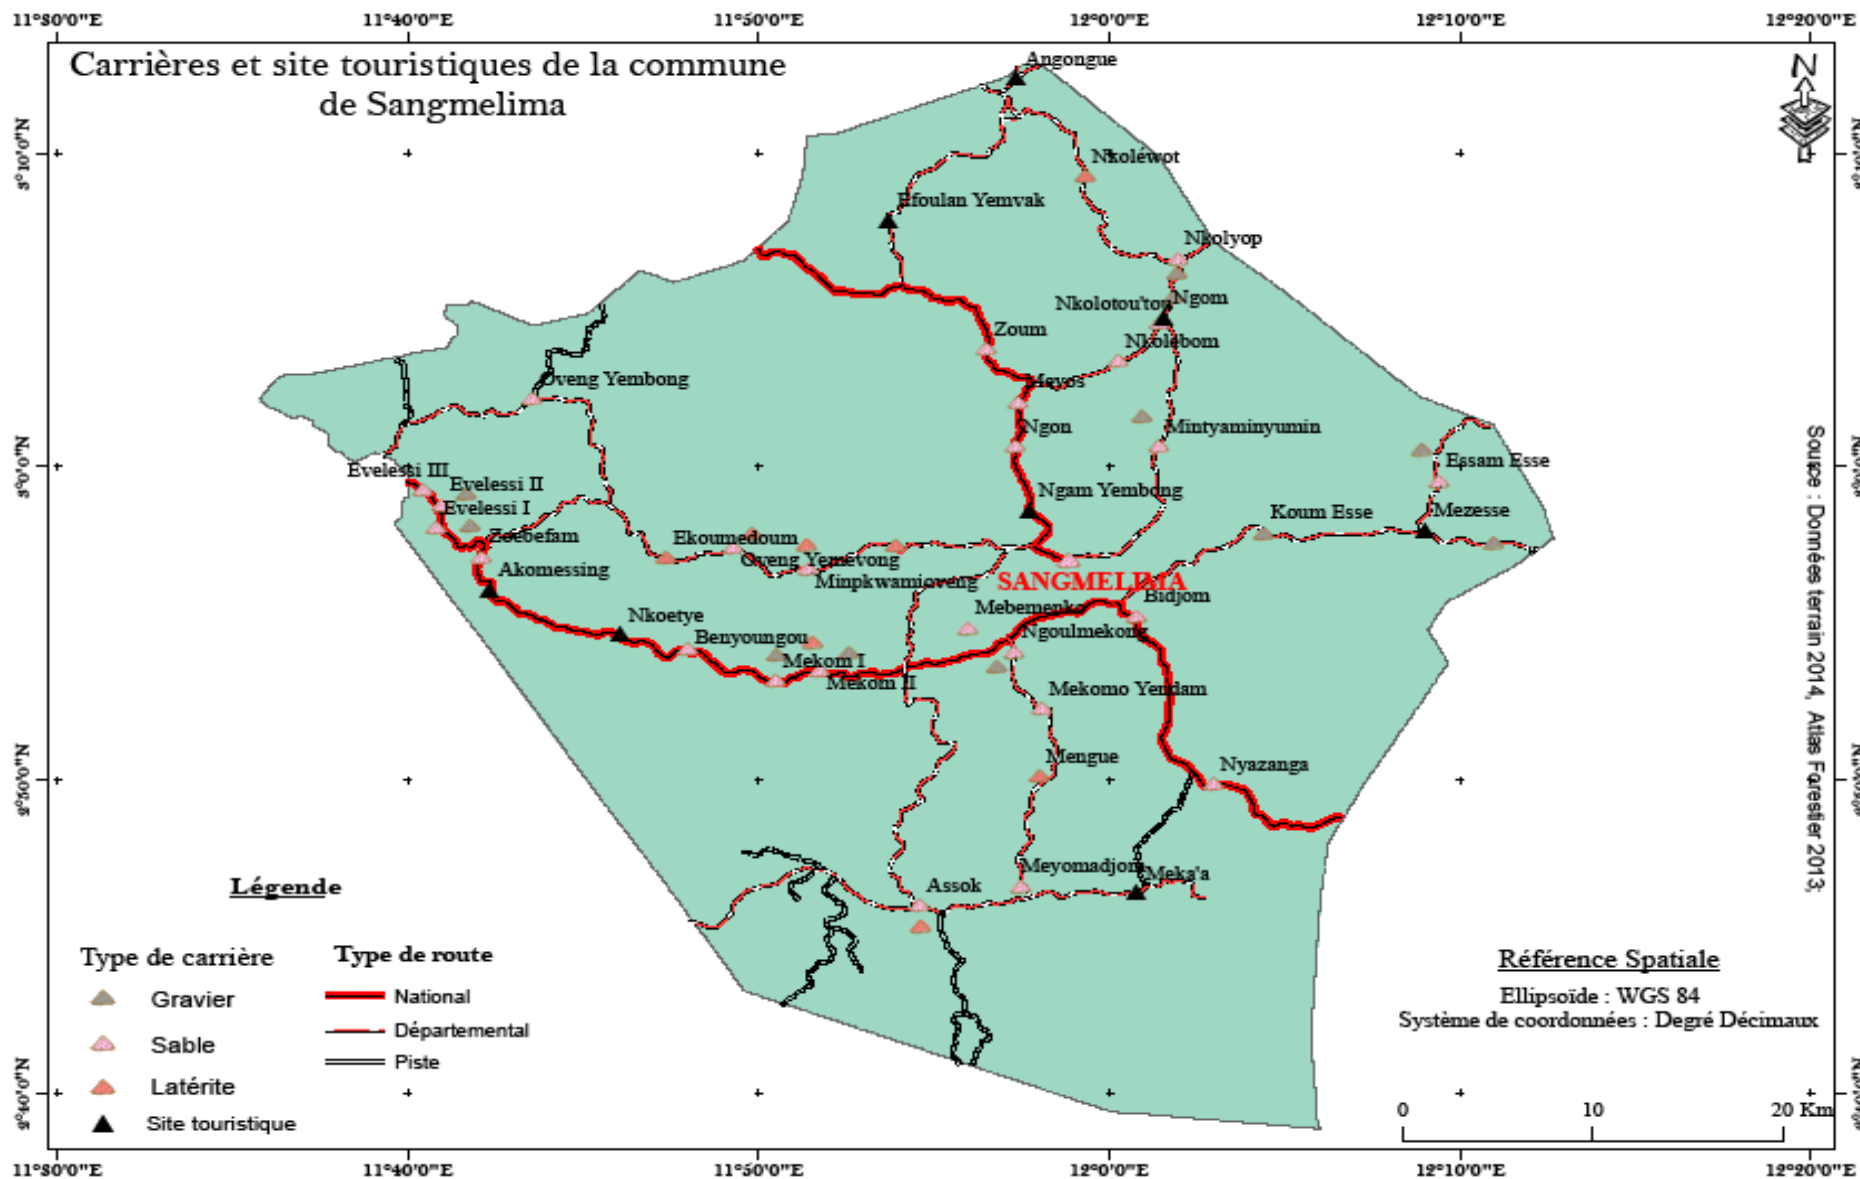 11°30'0"E 11°40'0"E 11°50'0"E 12°0'0"E 12°10'0"E 12°20'0"E
Carrières et site touristiques de la commune
de Sangmelima
N
Angongue
Nkoléwot
Efoulan Yemvak
Nkolyop
Nkolotou'tou
Ngom
Zoum
Nkolebom
Meyos
Oveng Yembong
Ngon
Mintyaminyumin
Evelessi III
Evelessi II
Essam Esse
Ngam Yembong
Evelessi I
Koum Esse
Mezesse
Zoebefam
Ekoumedoum
Oveng Yemevong
Akomessing
Minpkwamioveng
SANGMELIMA
Bidjom
Mebemenko
Nkoetye
Benyoungou
Ngoulmekong
Mekom I
Mekom II
Mekomo Yendam
Mengue
Nyazanga
Meyomadjom
Meka'a
Assok
Source : Données terrain 2014, Atlas Forestier 2013;
Légende
Type de carrière
Gravier
Sable
Latérite
Site touristique
Type de route
National
Départemental
Piste
Référence Spatiale
Ellipsoïde : WGS 84
Système de coordonnées : Degré Décimaux
0 10 20 Km
11°30'0"E 11°40'0"E 11°50'0"E 12°0'0"E 12°10'0"E 12°20'0"E